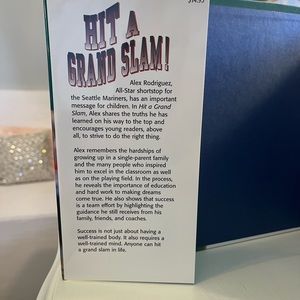 $14.95
HIT A
GRAND SLAM!
Alex Rodriguez,
All-Star shortstop for
the Seattle Mariners, has an important
message for children. In Hit a Grand
Slam, Alex shares the truths he has
learned on his way to the top and
encourages young readers, above
all, to strive to do the right thing.
Alex remembers the hardships of
growing up in a single-parent family
and the many people who inspired
him to excel in the classroom as well
as on the playing field. In the process,
he reveals the importance of education
and hard work to making dreams
come true. He also shows that success
is a team effort by highlighting the
guidance he still receives from his
family, friends, and coaches.
Success is not just about having a
well-trained body. It also requires a
well-trained mind. Anyone can hit
a grand slam in life.